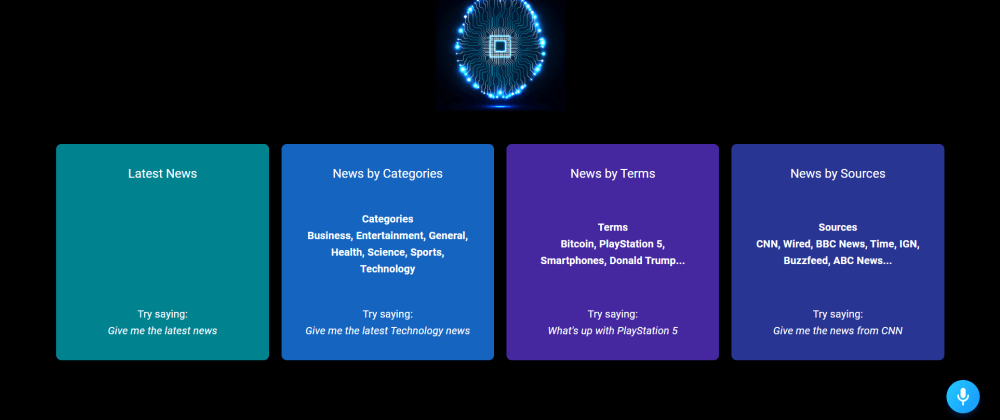 Latest News
Try saying:
Give me the latest news
News by Categories
Categories
Business, Entertainment, General,
Health, Science, Sports,
Technology
Try saying:
Give me the latest Technology news
News by Terms
Terms
Bitcoin, PlayStation 5,
Smartphones, Donald Trump...
Try saying:
What's up with PlayStation 5
News by Sources
Sources
CNN, Wired, BBC News, Time, IGN,
Buzzfeed, ABC News...
Try saying:
Give me the news from CNN